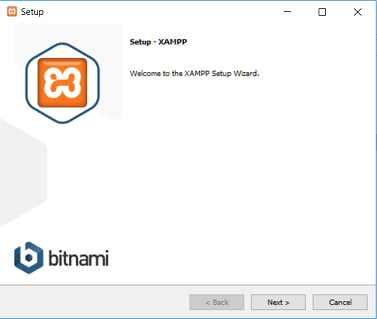 Setup
Setup - XAMPP
Welcome to the XAMPP Setup Wizard.
bitnami
< Back
Next >
Cancel